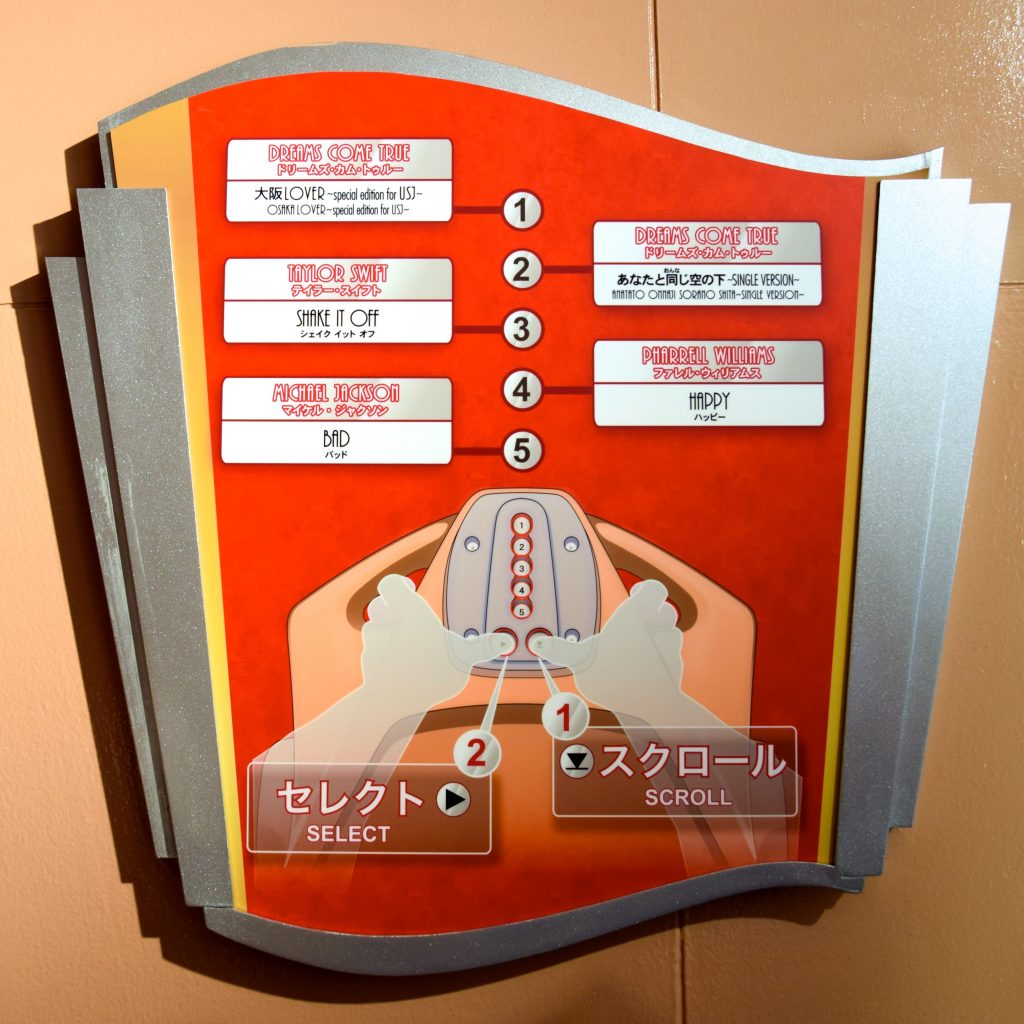 DREAMS COME TRUE
ドリームズ・カム・トゥルー
大阪LOVER~special edition for USJ~
OSAKA LOVER~special edition for USJ~
1
DREAMS COME TRUE
ドリームズ・カム・トゥルー
おんな
あなたと同じ空の下~SINGLE VERSION~
ANATATO ONNAJI SORANO SHITA~SINGLE VERSION~
2
TAYLOR SWIFT
テイラー・スイフト
SHAKE IT OFF
シェイク イット オフ
3
PHARRELL WILLIAMS
ファレル・ウィリアムス
HAPPY
ハッピー
4
MICHAEL JACKSON
マイケル・ジャクソン
BAD
バッド
5
1
2
3
4
5
1
スクロール
SCROLL
2
セレクト
SELECT